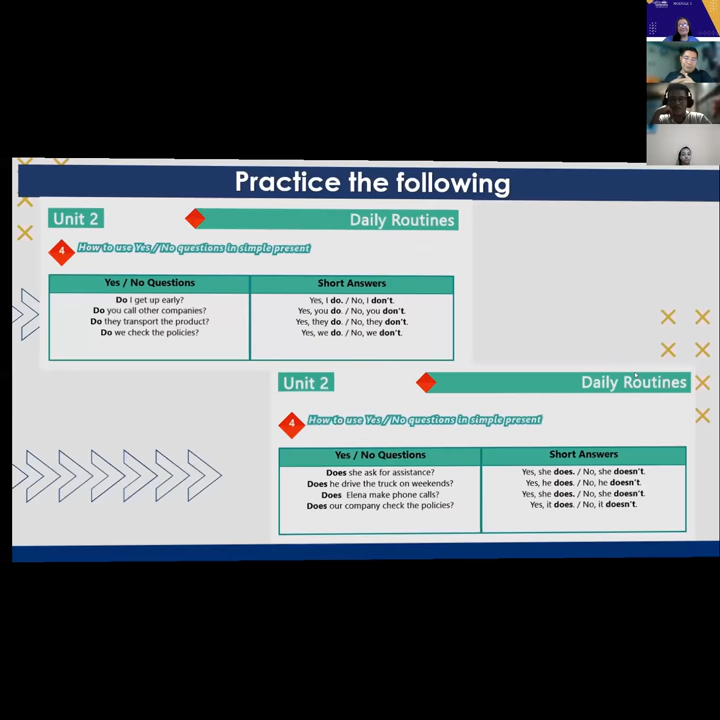 MODULE 1
Practice the following
Unit 2
Daily Routines
4
How to use Yes/No questions in simple present
Yes / No Questions
Short Answers
Do I get up early?
Yes, I do. / No, I don't.
Do you call other companies?
Yes, you do. / No, you don't.
Do they transport the product?
Yes, they do. / No, they don't.
Do we check the policies?
Yes, we do. / No, we don't.
Unit 2
Daily Routines
4
How to use Yes/No questions in simple present
Yes / No Questions
Short Answers
Does she ask for assistance?
Yes, she does. / No, she doesn't.
Does he drive the truck on weekends?
Yes, he does. / No, he doesn't.
Does Elena make phone calls?
Yes, she does. / No, she doesn't.
Does our company check the policies?
Yes, it does. / No, it doesn't.